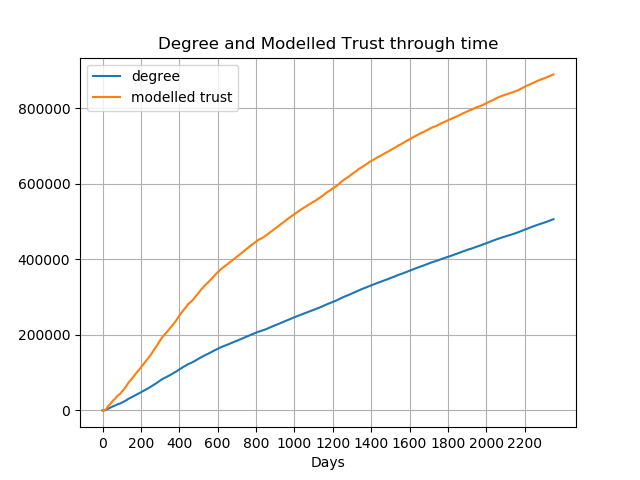 Degree and Modelled Trust through time
degree
modelled trust
800000
600000
400000
200000
0
0 200 400 600 800 1000 1200 1400 1600 1800 2000 2200
Days